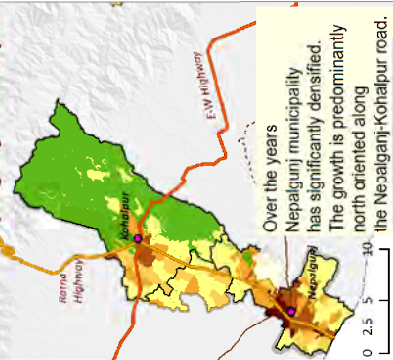 E-W Highway
Ratna
Highway
Kohalpur
Nepalgunj
Over the years
Nepalgunj municipality
has significantly densified.
The growth is predominantly
north oriented along
the Nepalganj-Kohalpur road.
0 2.5 5 10